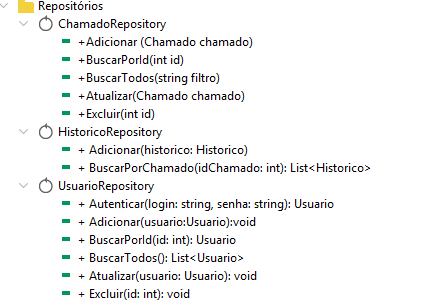 Repositórios
ChamadoRepository
+Adicionar (Chamado chamado)
+BuscarPorId(int id)
+BuscarTodos(string filtro)
+Atualizar(Chamado chamado)
+Excluir(int id)
HistoricoRepository
+ Adicionar(historico: Historico)
+ BuscarPorChamado(idChamado: int): List<Historico>
UsuarioRepository
+ Autenticar(login: string, senha: string): Usuario
+ Adicionar(usuario:Usuario):void
+ BuscarPorId(id: int): Usuario
+ BuscarTodos(): List<Usuario>
+ Atualizar(usuario: Usuario): void
+ Excluir(id: int): void